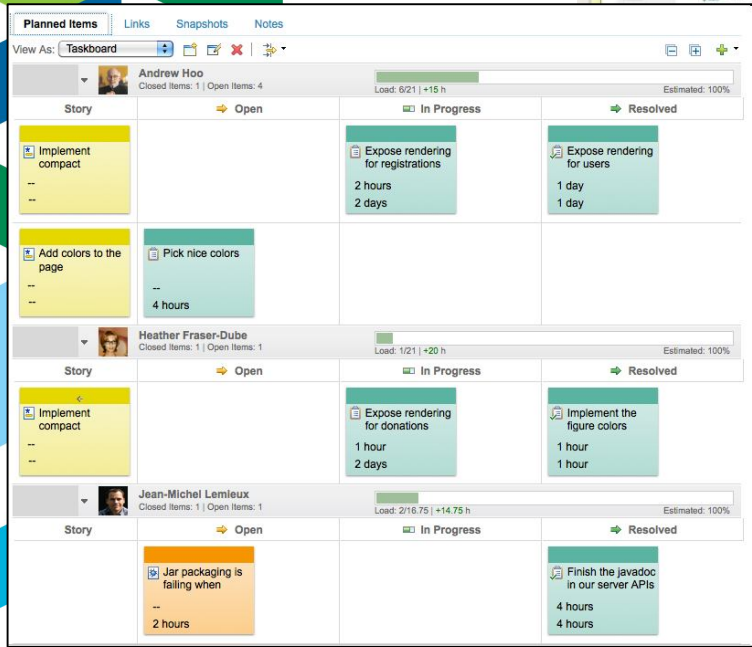 Planned Items Links Snapshots Notes
View As: Taskboard
Andrew Hoo
Closed Items: 1 | Open Items: 4
Load: 6/21 | +15 h Estimated: 100%
Story Open In Progress Resolved
Implement
compact
--
--
Expose rendering
for registrations
2 hours
2 days
Expose rendering
for users
1 day
1 day
Add colors to the
page
--
--
Pick nice colors
--
4 hours
Heather Fraser-Dube
Closed Items: 1 | Open Items: 1
Load: 1/21 | +20 h Estimated: 100%
Story Open In Progress Resolved
Implement
compact
--
--
Expose rendering
for donations
1 hour
2 days
Implement the
figure colors
1 hour
1 hour
Jean-Michel Lemieux
Closed Items: 1 | Open Items: 1
Load: 2/16.75 | +14.75 h Estimated: 100%
Story Open In Progress Resolved
Jar packaging is
failing when
--
2 hours
Finish the javadoc
in our server APIs
4 hours
4 hours